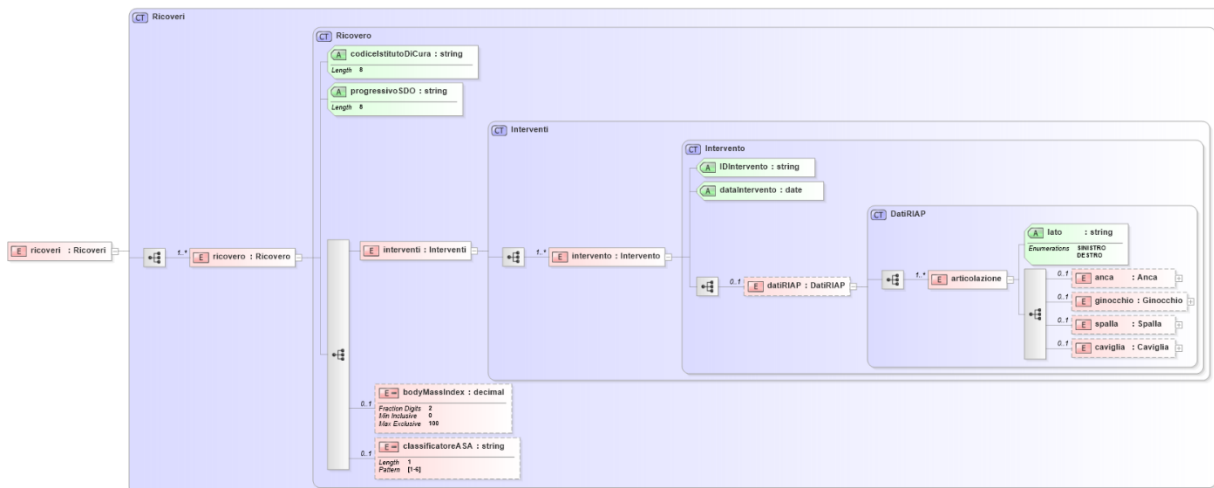 CT Ricoveri
CT Ricovero
A codiceIstitutoDiCura : string
Length 8
A progressivoSDO : string
Length 8
CT Interventi
CT Intervento
A IDIntervento : string
A dataIntervento : date
CT DatiRIAP
A lato : string
Enumerations SINISTRO
DESTRO
E ricoveri : Ricoveri
1..* E ricovero : Ricovero
E interventi : Interventi
1..* E intervento : Intervento
0..1 E datiRIAP : DatiRIAP
1..* E articolazione
0..1 E anca : Anca
0..1 E ginocchio : Ginocchio
0..1 E spalla : Spalla
0..1 E caviglia : Caviglia
0..1 E bodyMassIndex : decimal
Fraction Digits 2
Min Inclusive 0
Max Exclusive 100
0..1 E classificatoreASA : string
Length 1
Pattern [1-6]